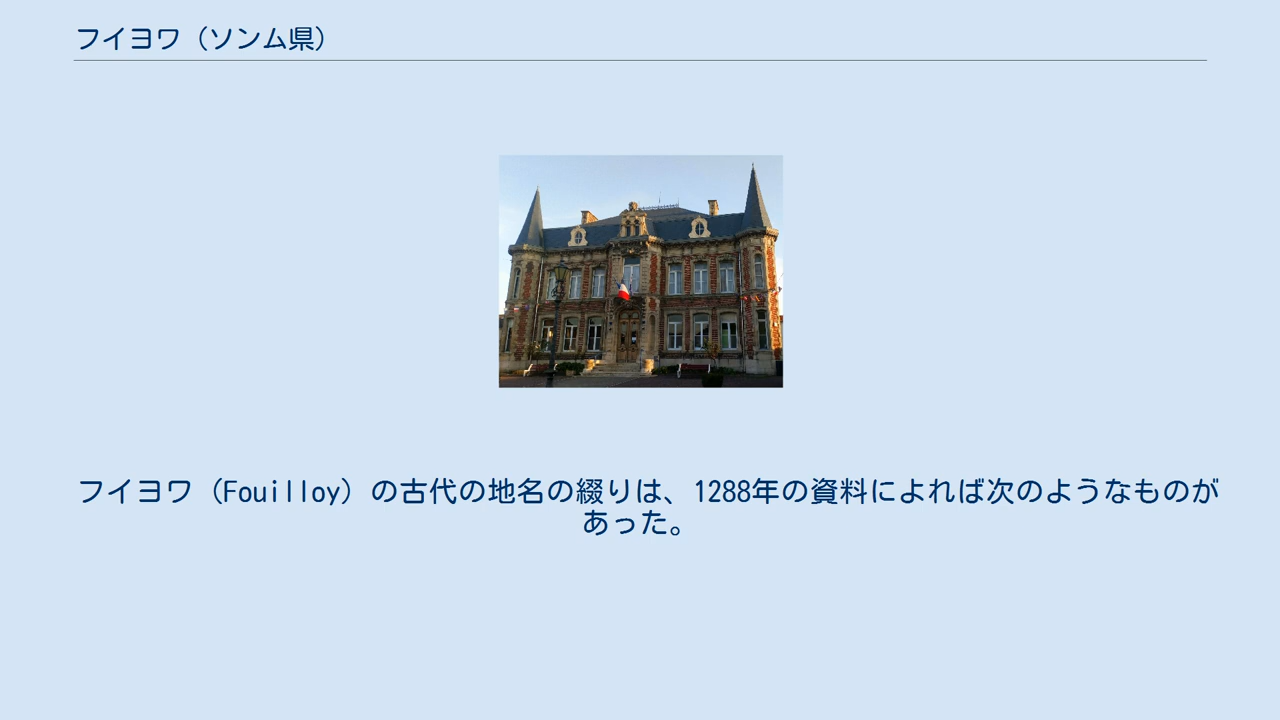 フイヨワ（ソンム県）
フイヨワ（Fouilloy）の古代の地名の綴りは、1288年の資料によれば次のようなものが
あった。